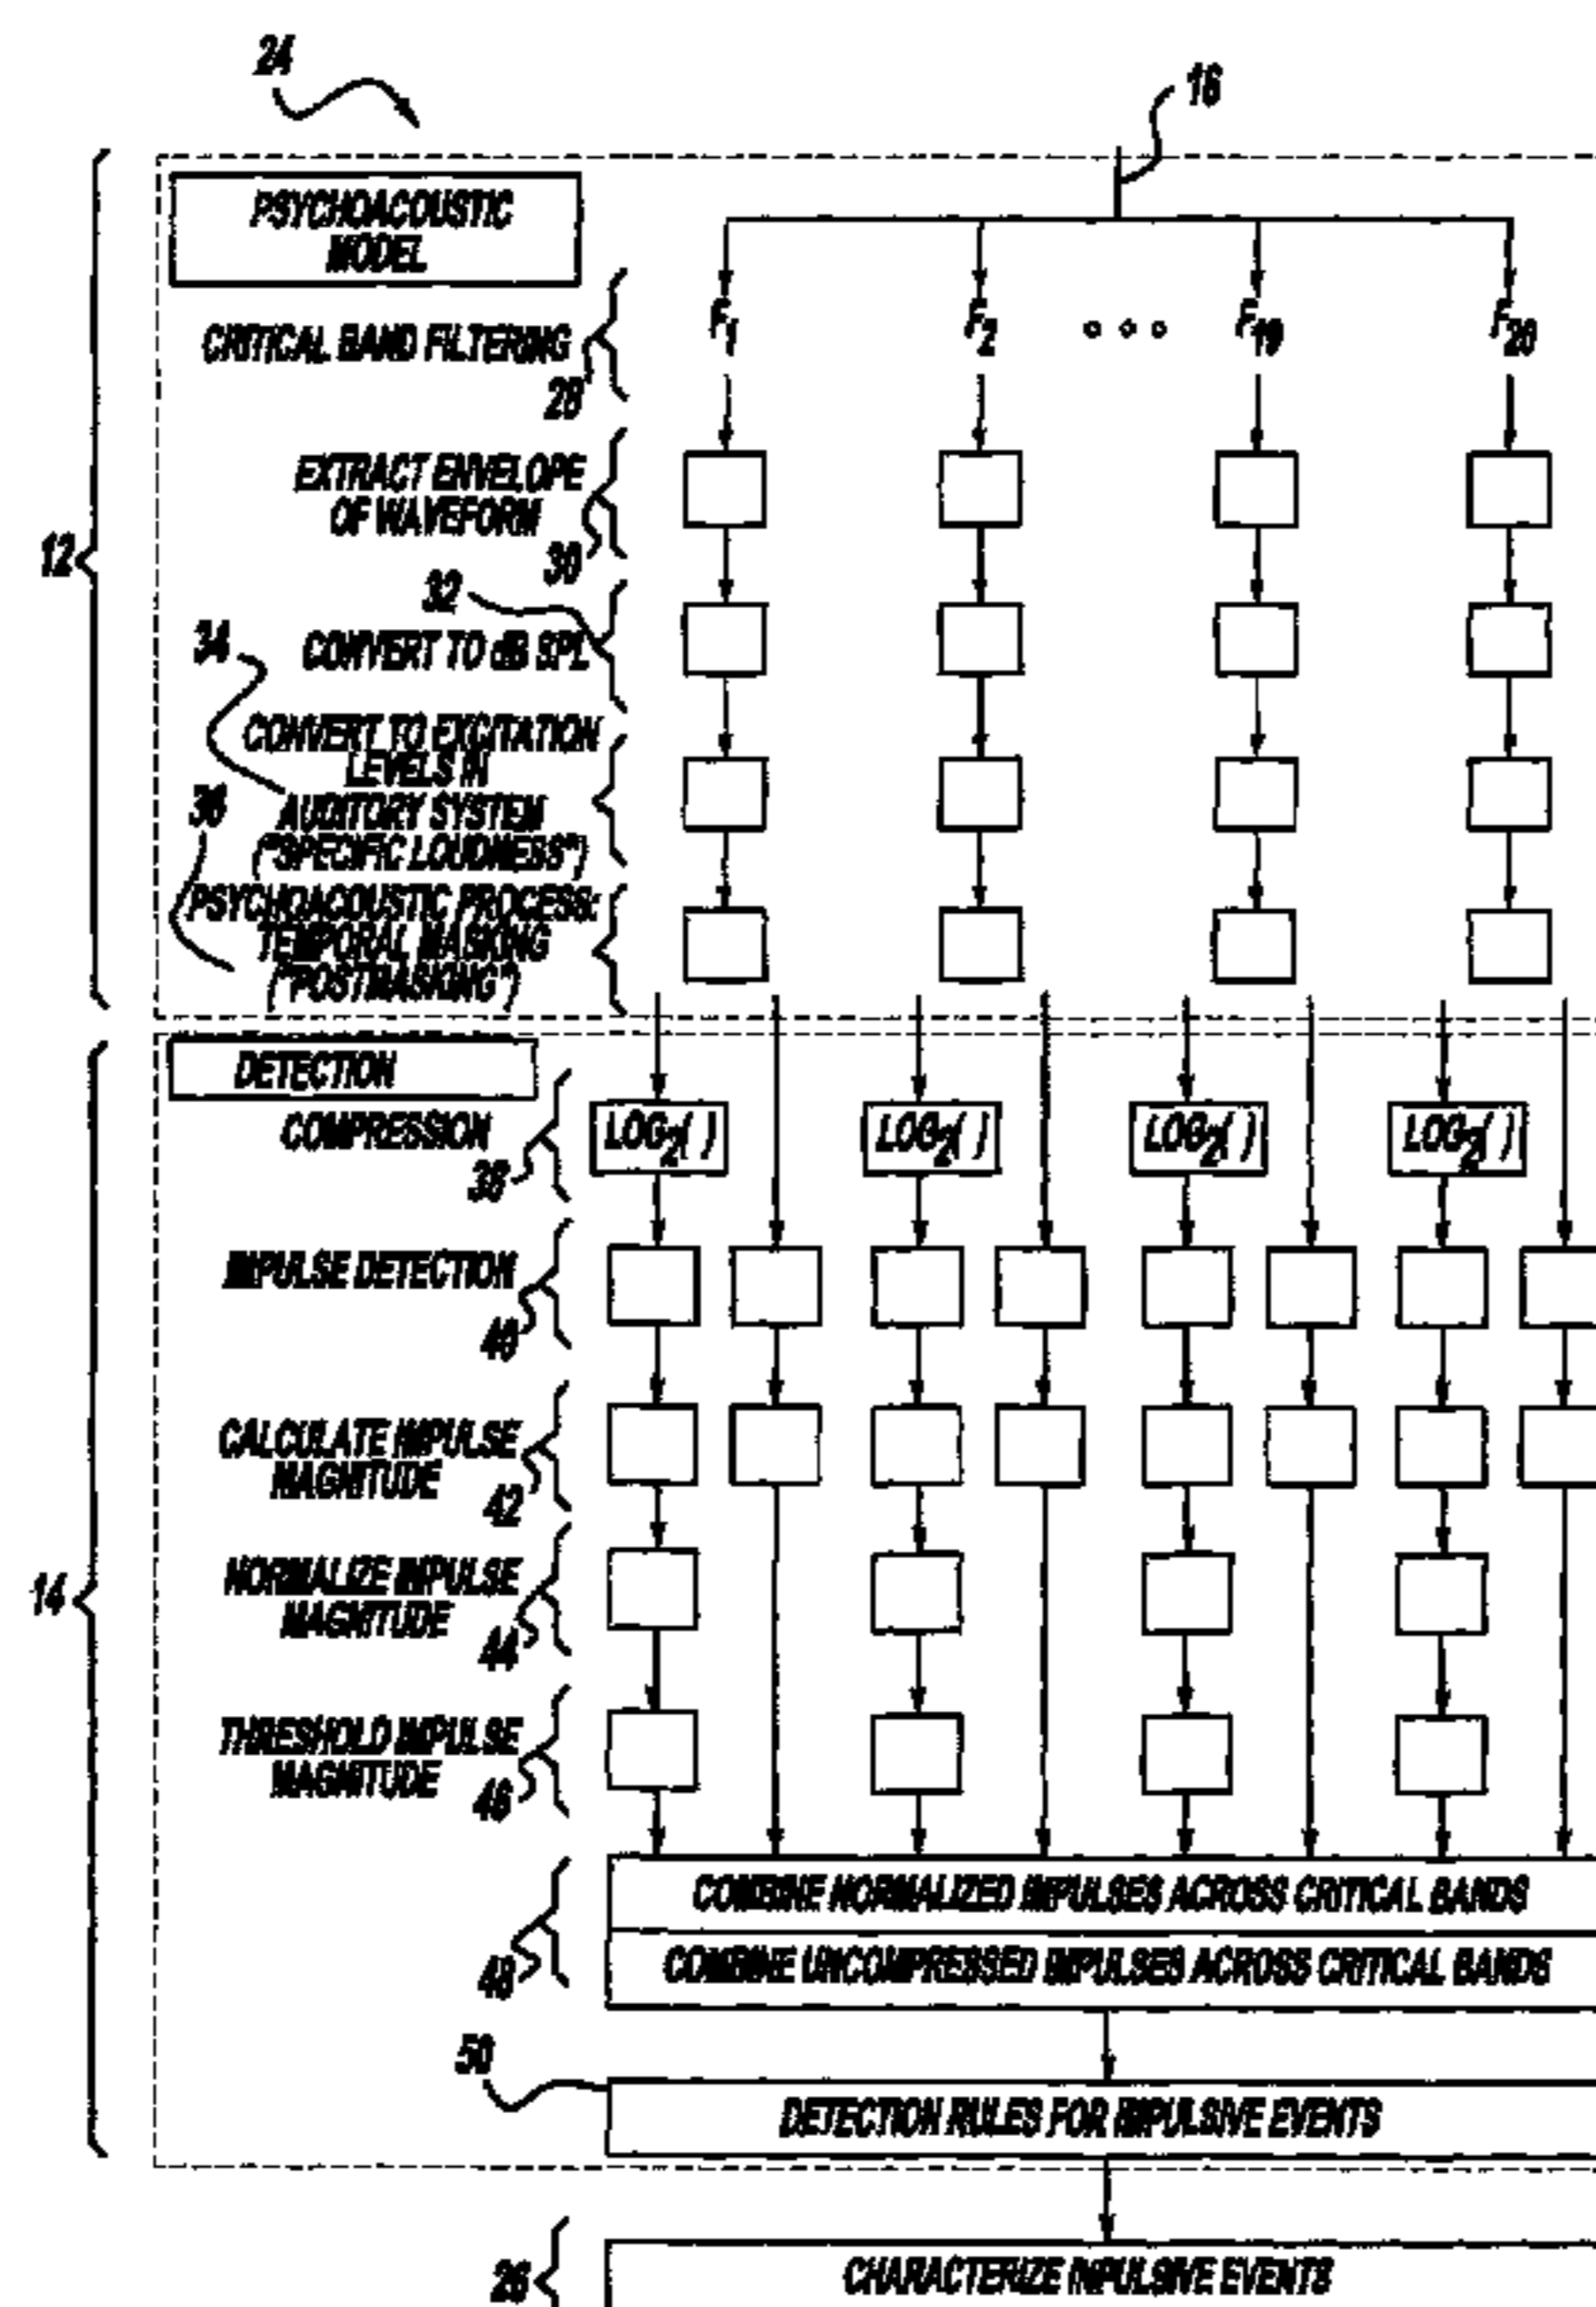 24
16
PSYCHOACOUSTIC
MODEL
F1 F2 F19 F20
CRITICAL BAND FILTERING
28
EXTRACT ENVELOPE
OF WAVEFORM
30
12
32
CONVERT TO dB SPL
34
CONVERT TO EXCITATION
LEVELS IN
AUDITORY SYSTEM
("SPECIFIC LOUDNESS")
36
PSYCHOACOUSTIC PROCESS:
TEMPORAL MASKING
("POSTMASKING")
DETECTION
COMPRESSION
38
LOG2( ) LOG2( ) LOG2( ) LOG2( )
IMPULSE DETECTION
40
CALCULATE IMPULSE
MAGNITUDE
42
14
NORMALIZE IMPULSE
MAGNITUDE
44
THRESHOLD IMPULSE
MAGNITUDE
46
COMBINE NORMALIZED IMPULSES ACROSS CRITICAL BANDS
COMBINE UNCOMPRESSED IMPULSES ACROSS CRITICAL BANDS
48
50
DETECTION RULES FOR IMPULSIVE EVENTS
26
CHARACTERIZE IMPULSIVE EVENTS